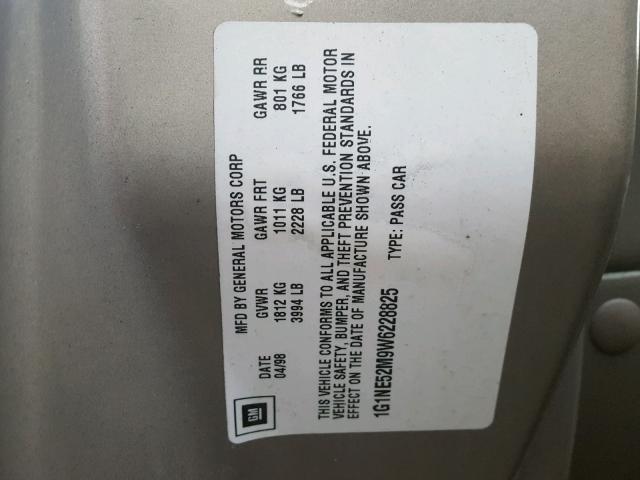 MFD BY GENERAL MOTORS CORP
DATE GVWR GAWR FRT GAWR RR
04/98 1812 KG 1011 KG 801 KG
3994 LB 2228 LB 1766 LB
THIS VEHICLE CONFORMS TO ALL APPLICABLE U.S. FEDERAL MOTOR
VEHICLE SAFETY, BUMPER, AND THEFT PREVENTION STANDARDS IN
EFFECT ON THE DATE OF MANUFACTURE SHOWN ABOVE.
1G1NE52M9W6228825 TYPE: PASS CAR
GM